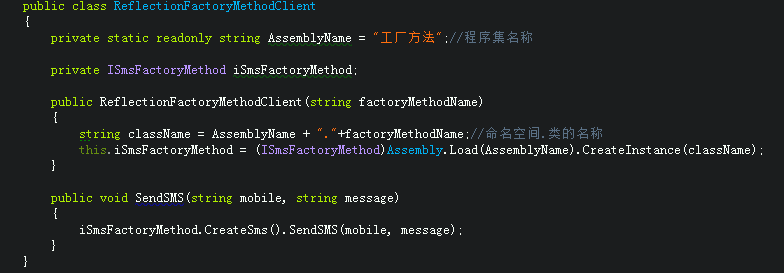 public class ReflectionFactoryMethodClient
{
private static readonly string AssemblyName = "工厂方法";//程序集名称
private ISmsFactoryMethod iSmsFactoryMethod;
public ReflectionFactoryMethodClient(string factoryMethodName)
{
string className = AssemblyName + "."+factoryMethodName;//命名空间.类的名称
this.iSmsFactoryMethod = (ISmsFactoryMethod)Assembly.Load(AssemblyName).CreateInstance(className);
}
public void SendSMS(string mobile, string message)
{
iSmsFactoryMethod.CreateSms().SendSMS(mobile, message);
}
}